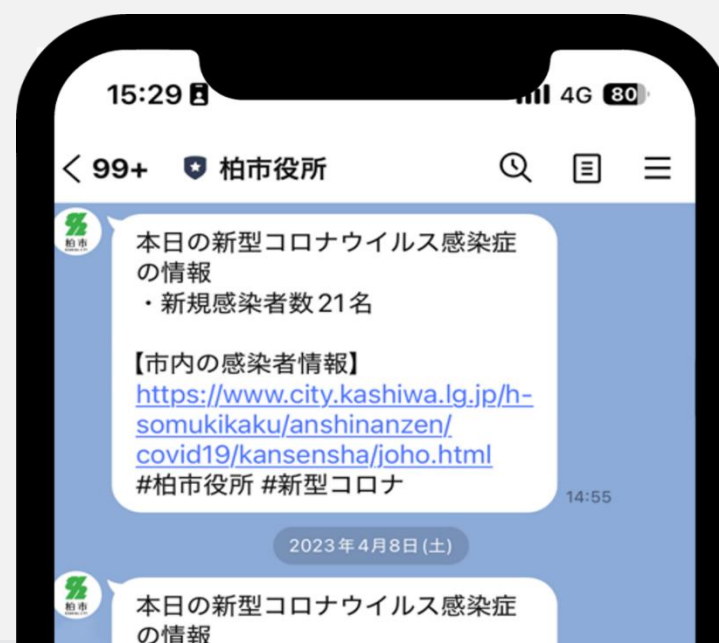 15:29 4G 80
< 99+ 柏市役所
柏市
本日の新型コロナウイルス感染症
の情報
・新規感染者数21名
【市内の感染者情報】
https://www.city.kashiwa.lg.jp/h-
somukikaku/anshinanzen/
covid19/kansensha/joho.html
#柏市役所 #新型コロナ
14:55
2023年4月8日(土)
柏市
本日の新型コロナウイルス感染症
の情報